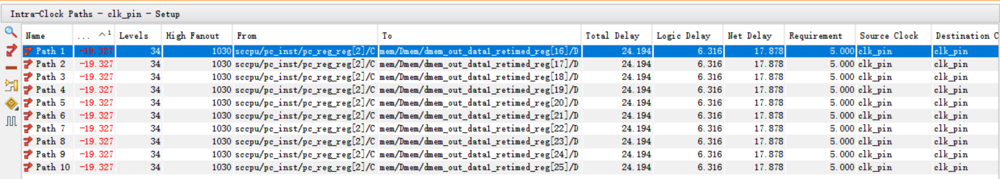 Intra-Clock Paths - clk_pin - Setup
Name ... ^1 Levels High Fanout From To Total Delay Logic Delay Net Delay Requirement Source Clock Destination C
Path 1 -19.327 34 1030 sccpu/pc_inst/pc_reg_reg[2]/C mem/Dmem/dmem_out_data1_retimed_reg[16]/D 24.194 6.316 17.878 5.000 clk_pin clk_pin
Path 2 -19.327 34 1030 sccpu/pc_inst/pc_reg_reg[2]/C mem/Dmem/dmem_out_data1_retimed_reg[17]/D 24.194 6.316 17.878 5.000 clk_pin clk_pin
Path 3 -19.327 34 1030 sccpu/pc_inst/pc_reg_reg[2]/C mem/Dmem/dmem_out_data1_retimed_reg[18]/D 24.194 6.316 17.878 5.000 clk_pin clk_pin
Path 4 -19.327 34 1030 sccpu/pc_inst/pc_reg_reg[2]/C mem/Dmem/dmem_out_data1_retimed_reg[19]/D 24.194 6.316 17.878 5.000 clk_pin clk_pin
Path 5 -19.327 34 1030 sccpu/pc_inst/pc_reg_reg[2]/C mem/Dmem/dmem_out_data1_retimed_reg[20]/D 24.194 6.316 17.878 5.000 clk_pin clk_pin
Path 6 -19.327 34 1030 sccpu/pc_inst/pc_reg_reg[2]/C mem/Dmem/dmem_out_data1_retimed_reg[21]/D 24.194 6.316 17.878 5.000 clk_pin clk_pin
Path 7 -19.327 34 1030 sccpu/pc_inst/pc_reg_reg[2]/C mem/Dmem/dmem_out_data1_retimed_reg[22]/D 24.194 6.316 17.878 5.000 clk_pin clk_pin
Path 8 -19.327 34 1030 sccpu/pc_inst/pc_reg_reg[2]/C mem/Dmem/dmem_out_data1_retimed_reg[23]/D 24.194 6.316 17.878 5.000 clk_pin clk_pin
Path 9 -19.327 34 1030 sccpu/pc_inst/pc_reg_reg[2]/C mem/Dmem/dmem_out_data1_retimed_reg[24]/D 24.194 6.316 17.878 5.000 clk_pin clk_pin
Path 10 -19.327 34 1030 sccpu/pc_inst/pc_reg_reg[2]/C mem/Dmem/dmem_out_data1_retimed_reg[25]/D 24.194 6.316 17.878 5.000 clk_pin clk_pin